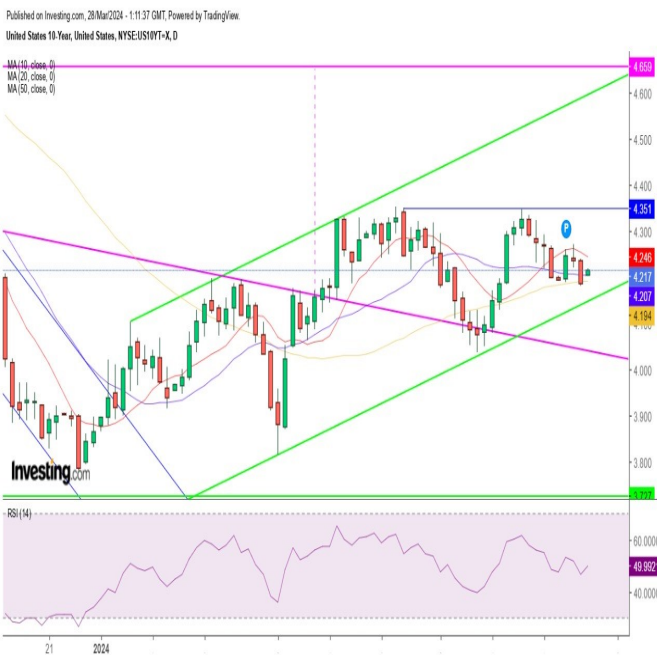 Published on Investing.com, 28/Mar/2024 - 1:11:37 GMT, Powered by TradingView.
United States 10-Year, United States, NYSE:US10YT=X, D
MA (10, close, 0)
MA (20, close, 0)
MA (50, close, 0)
4.659
4.600
4.500
4.400
4.351
4.300
4.246
4.217
4.207
4.194
4.000
3.900
3.800
3.727
P
Investing.com
RSI (14)
60.0000
49.992
40.0000
21
2024